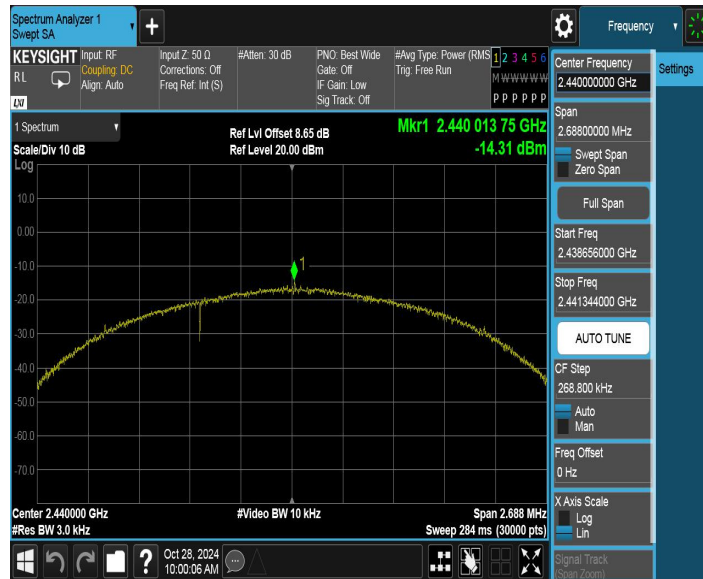 Spectrum Analyzer 1
Swept SA
+
Frequency
KEYSIGHT
RL
LXI
Input: RF
Coupling: DC
Align: Auto
Input Z: 50 Ω
Corrections: Off
Freq Ref: Int (S)
#Atten: 30 dB
PNO: Best Wide
Gate: Off
IF Gain: Low
Sig Track: Off
#Avg Type: Power (RMS
Trig: Free Run
1 2 3 4 5 6
M W W W W W
P P P P P P
1 Spectrum
Scale/Div 10 dB
Log
Ref Lvl Offset 8.65 dB
Ref Level 20.00 dBm
Mkr1 2.440 013 75 GHz
-14.31 dBm
10.0
0.00
-10.0
-20.0
-30.0
-40.0
-50.0
-60.0
-70.0
1
Center 2.440000 GHz
#Res BW 3.0 kHz
#Video BW 10 kHz
Span 2.688 MHz
Sweep 284 ms (30000 pts)
?
Oct 28, 2024
10:00:06 AM
Center Frequency
2.440000000 GHz
Span
2.68800000 MHz
Swept Span
Zero Span
Full Span
Start Freq
2.438656000 GHz
Stop Freq
2.441344000 GHz
AUTO TUNE
CF Step
268.800 kHz
Auto
Man
Freq Offset
0 Hz
X Axis Scale
Log
Lin
Signal Track
(Span Zoom)
Settings